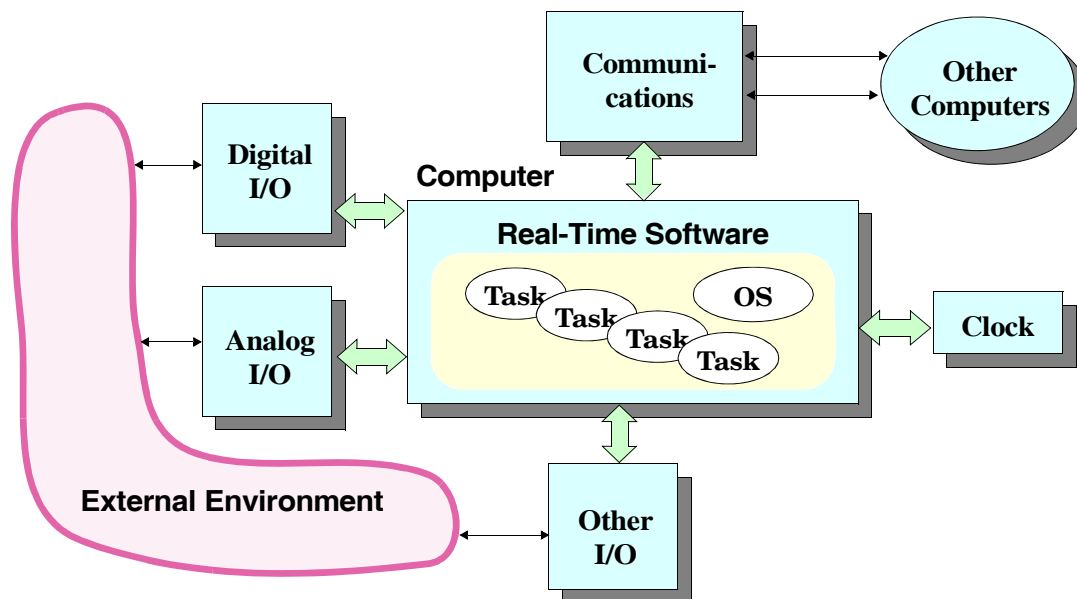 Communi-
cations
Other
Computers
Digital
I/O
Computer
Real-Time Software
Task
Task
Task
Task
OS
Analog
I/O
Clock
External Environment
Other
I/O